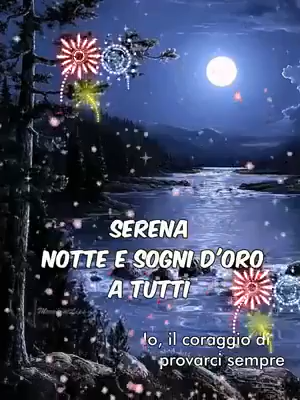 SERENA
NOTTE E SOGNI D'ORO
A TUTTI
Io, il coraggio di
provarci sempre